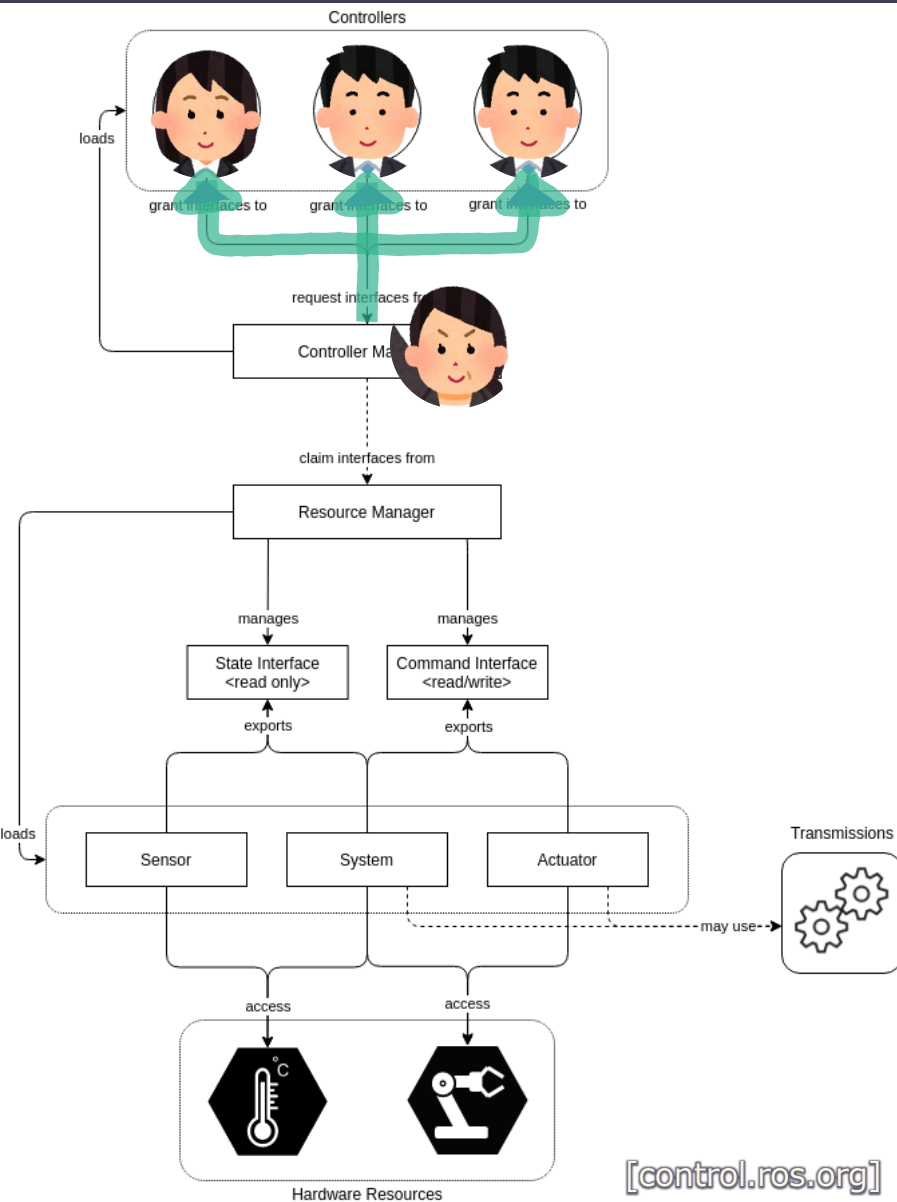 Controllers
loads
grant interfaces to
grant interfaces to
grant interfaces to
request interfaces
Controller
claim interfaces from
Resource Manager
manages
manages
State Interface
<read only>
Command Interface
<read/write>
exports
exports
loads
Sensor
System
Actuator
Transmissions
may use
access
access
°C
Hardware Resources
[control.ros.org]